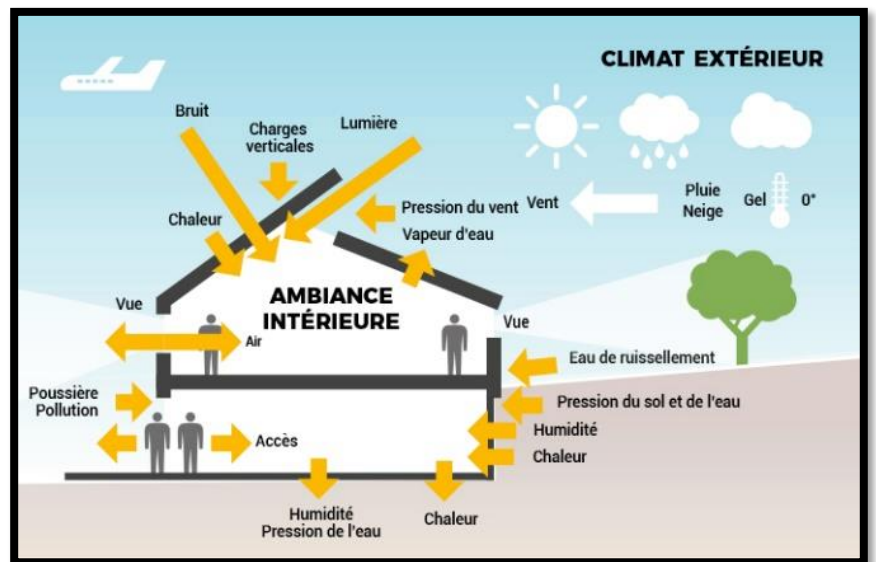 CLIMAT EXTÉRIEUR
Bruit
Charges
verticales
Lumière
Chaleur
Pression du vent
Vapeur d'eau
Vent
Pluie
Neige
Gel
0°
AMBIANCE
INTÉRIEURE
Vue
Vue
Air
Eau de ruissellement
Poussière
Pollution
Pression du sol et de l'eau
Accès
Humidité
Chaleur
Humidité
Pression de l'eau
Chaleur